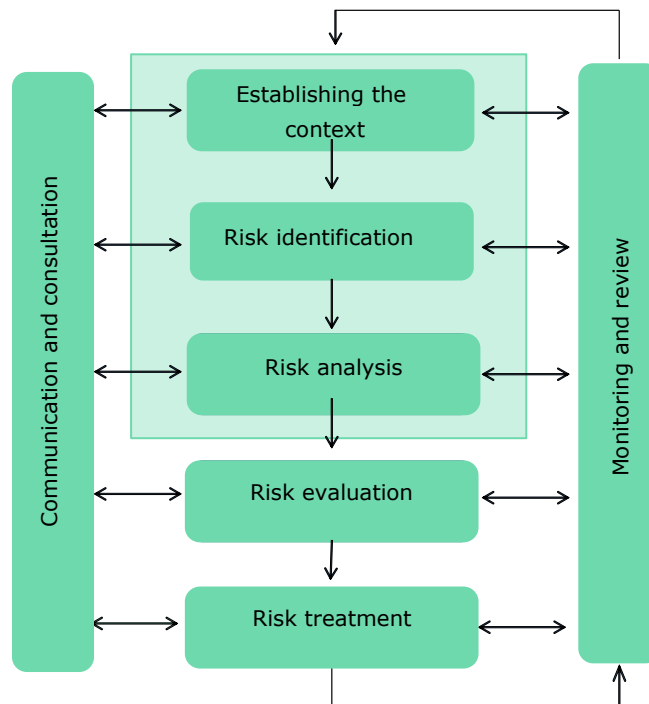 Establishing the
context
Risk identification
Risk analysis
Risk evaluation
Risk treatment
Communication and consultation
Monitoring and review